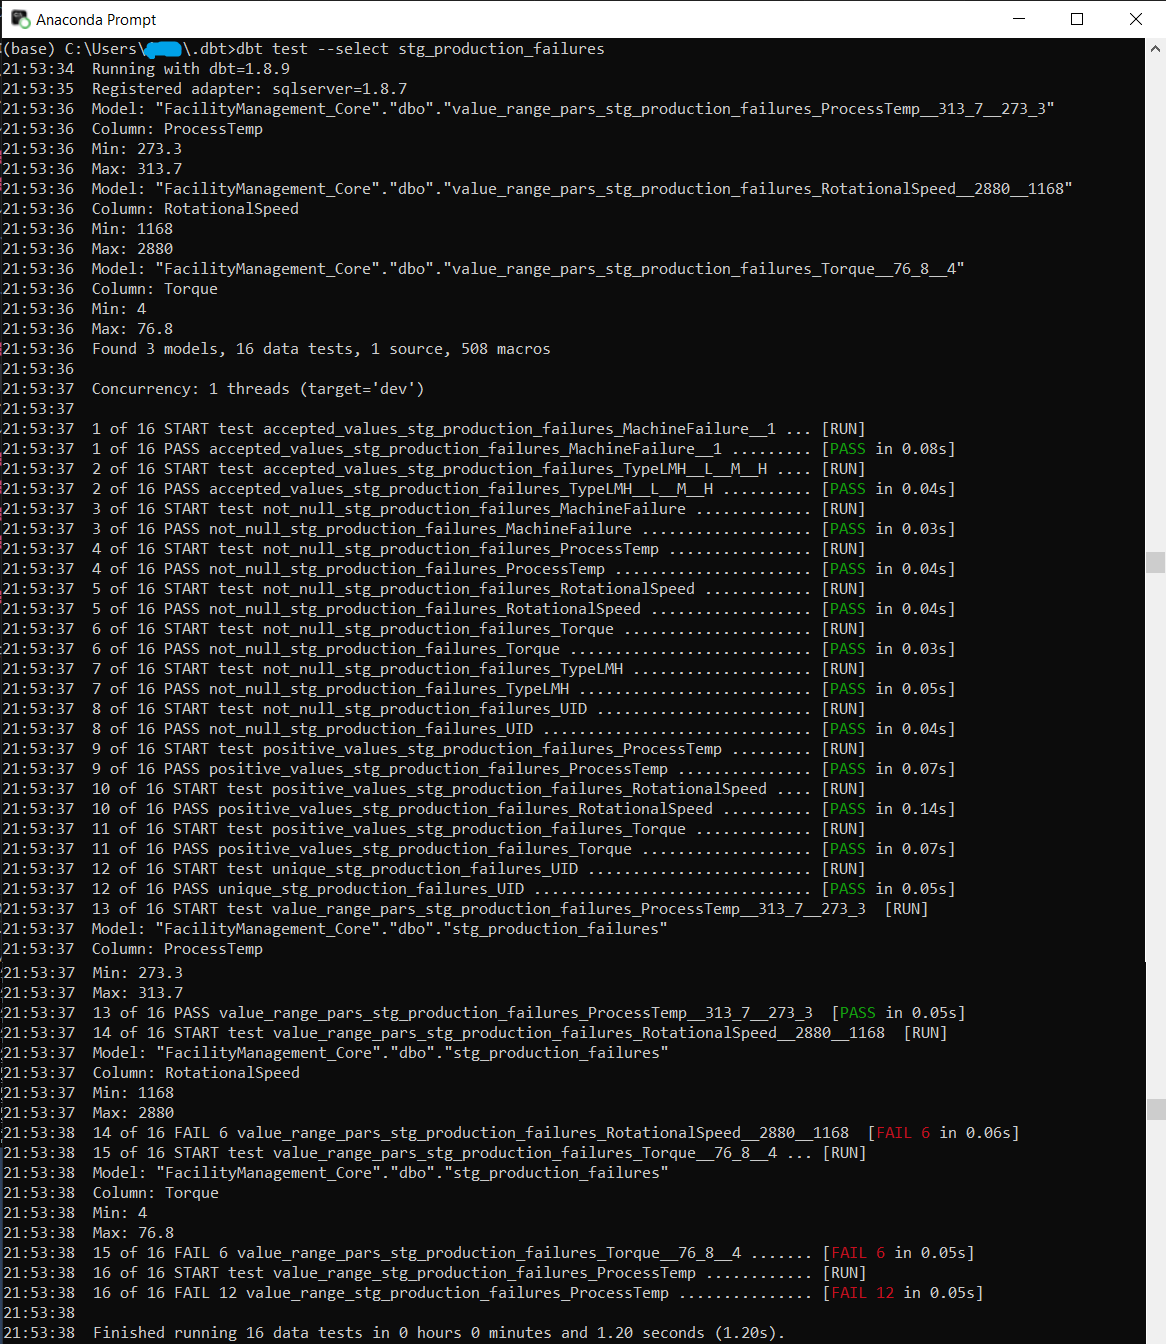 Anaconda Prompt
(base) C:\Users\ \.dbt>dbt test --select stg_production_failures
21:53:34  Running with dbt=1.8.9
21:53:35  Registered adapter: sqlserver=1.8.7
21:53:36  Model: "FacilityManagement_Core"."dbo"."value_range_pars_stg_production_failures_ProcessTemp__313_7__273_3"
21:53:36  Column: ProcessTemp
21:53:36  Min: 273.3
21:53:36  Max: 313.7
21:53:36  Model: "FacilityManagement_Core"."dbo"."value_range_pars_stg_production_failures_RotationalSpeed__2880__1168"
21:53:36  Column: RotationalSpeed
21:53:36  Min: 1168
21:53:36  Max: 2880
21:53:36  Model: "FacilityManagement_Core"."dbo"."value_range_pars_stg_production_failures_Torque__76_8__4"
21:53:36  Column: Torque
21:53:36  Min: 4
21:53:36  Max: 76.8
21:53:36  Found 3 models, 16 data tests, 1 source, 508 macros
21:53:36
21:53:37  Concurrency: 1 threads (target='dev')
21:53:37
21:53:37  1 of 16 START test accepted_values_stg_production_failures_MachineFailure__1 ... [RUN]
21:53:37  1 of 16 PASS accepted_values_stg_production_failures_MachineFailure__1 ......... [PASS in 0.08s]
21:53:37  2 of 16 START test accepted_values_stg_production_failures_TypeLMH__L__M__H .... [RUN]
21:53:37  2 of 16 PASS accepted_values_stg_production_failures_TypeLMH__L__M__H .......... [PASS in 0.04s]
21:53:37  3 of 16 START test not_null_stg_production_failures_MachineFailure ............. [RUN]
21:53:37  3 of 16 PASS not_null_stg_production_failures_MachineFailure ................... [PASS in 0.03s]
21:53:37  4 of 16 START test not_null_stg_production_failures_ProcessTemp ................ [RUN]
21:53:37  4 of 16 PASS not_null_stg_production_failures_ProcessTemp ...................... [PASS in 0.04s]
21:53:37  5 of 16 START test not_null_stg_production_failures_RotationalSpeed ............ [RUN]
21:53:37  5 of 16 PASS not_null_stg_production_failures_RotationalSpeed .................. [PASS in 0.04s]
21:53:37  6 of 16 START test not_null_stg_production_failures_Torque ..................... [RUN]
21:53:37  6 of 16 PASS not_null_stg_production_failures_Torque ........................... [PASS in 0.03s]
21:53:37  7 of 16 START test not_null_stg_production_failures_TypeLMH .................... [RUN]
21:53:37  7 of 16 PASS not_null_stg_production_failures_TypeLMH .......................... [PASS in 0.05s]
21:53:37  8 of 16 START test not_null_stg_production_failures_UID ........................ [RUN]
21:53:37  8 of 16 PASS not_null_stg_production_failures_UID .............................. [PASS in 0.04s]
21:53:37  9 of 16 START test positive_values_stg_production_failures_ProcessTemp ......... [RUN]
21:53:37  9 of 16 PASS positive_values_stg_production_failures_ProcessTemp ............... [PASS in 0.07s]
21:53:37  10 of 16 START test positive_values_stg_production_failures_RotationalSpeed .... [RUN]
21:53:37  10 of 16 PASS positive_values_stg_production_failures_RotationalSpeed .......... [PASS in 0.14s]
21:53:37  11 of 16 START test positive_values_stg_production_failures_Torque ............. [RUN]
21:53:37  11 of 16 PASS positive_values_stg_production_failures_Torque ................... [PASS in 0.07s]
21:53:37  12 of 16 START test unique_stg_production_failures_UID ......................... [RUN]
21:53:37  12 of 16 PASS unique_stg_production_failures_UID ............................... [PASS in 0.05s]
21:53:37  13 of 16 START test value_range_pars_stg_production_failures_ProcessTemp__313_7__273_3  [RUN]
21:53:37  Model: "FacilityManagement_Core"."dbo"."stg_production_failures"
21:53:37  Column: ProcessTemp
21:53:37  Min: 273.3
21:53:37  Max: 313.7
21:53:37  13 of 16 PASS value_range_pars_stg_production_failures_ProcessTemp__313_7__273_3  [PASS in 0.05s]
21:53:37  14 of 16 START test value_range_pars_stg_production_failures_RotationalSpeed__2880__1168  [RUN]
21:53:37  Model: "FacilityManagement_Core"."dbo"."stg_production_failures"
21:53:37  Column: RotationalSpeed
21:53:37  Min: 1168
21:53:37  Max: 2880
21:53:38  14 of 16 FAIL 6 value_range_pars_stg_production_failures_RotationalSpeed__2880__1168  [FAIL 6 in 0.06s]
21:53:38  15 of 16 START test value_range_pars_stg_production_failures_Torque__76_8__4 ... [RUN]
21:53:38  Model: "FacilityManagement_Core"."dbo"."stg_production_failures"
21:53:38  Column: Torque
21:53:38  Min: 4
21:53:38  Max: 76.8
21:53:38  15 of 16 FAIL 6 value_range_pars_stg_production_failures_Torque__76_8__4 ....... [FAIL 6 in 0.05s]
21:53:38  16 of 16 START test value_range_stg_production_failures_ProcessTemp ............ [RUN]
21:53:38  16 of 16 FAIL 12 value_range_stg_production_failures_ProcessTemp ............... [FAIL 12 in 0.05s]
21:53:38
21:53:38  Finished running 16 data tests in 0 hours 0 minutes and 1.20 seconds (1.20s).